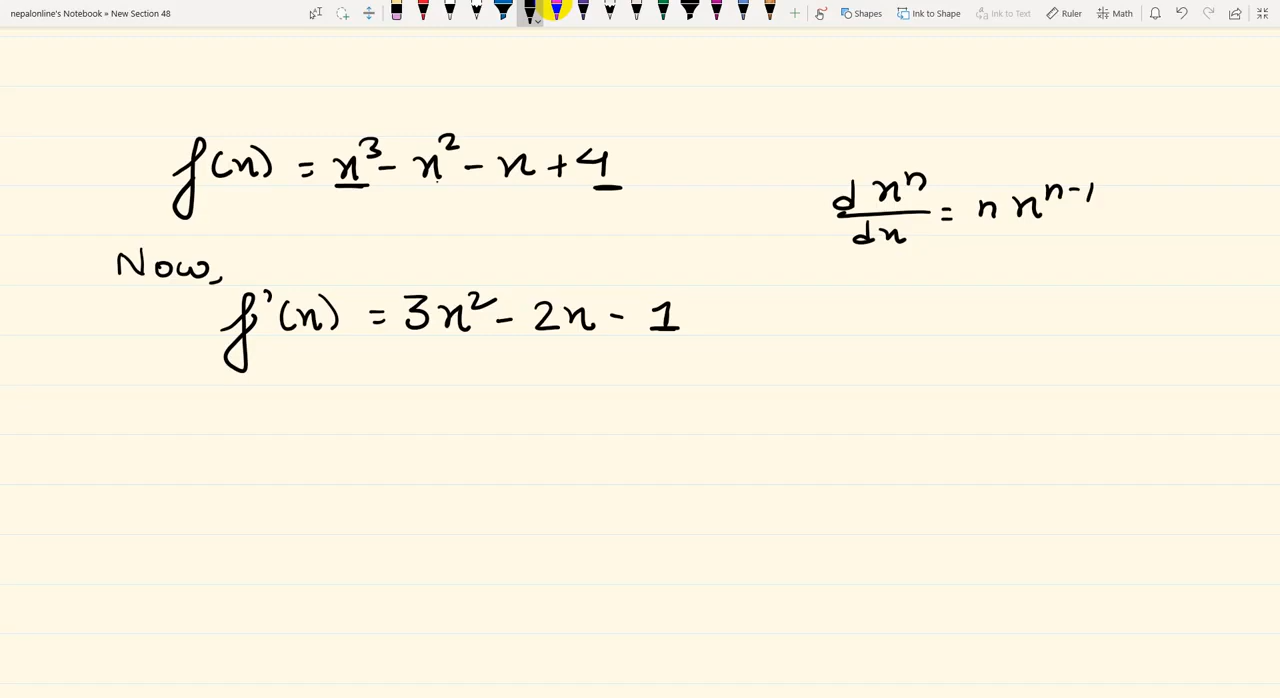 nepalonline's Notebook » New Section 48
Shapes Ink to Shape Ink to Text Ruler Math
f(x) = x³ - x² - x + 4
d xⁿ/dx = n xⁿ⁻¹
Now,
f'(x) = 3x² - 2x - 1